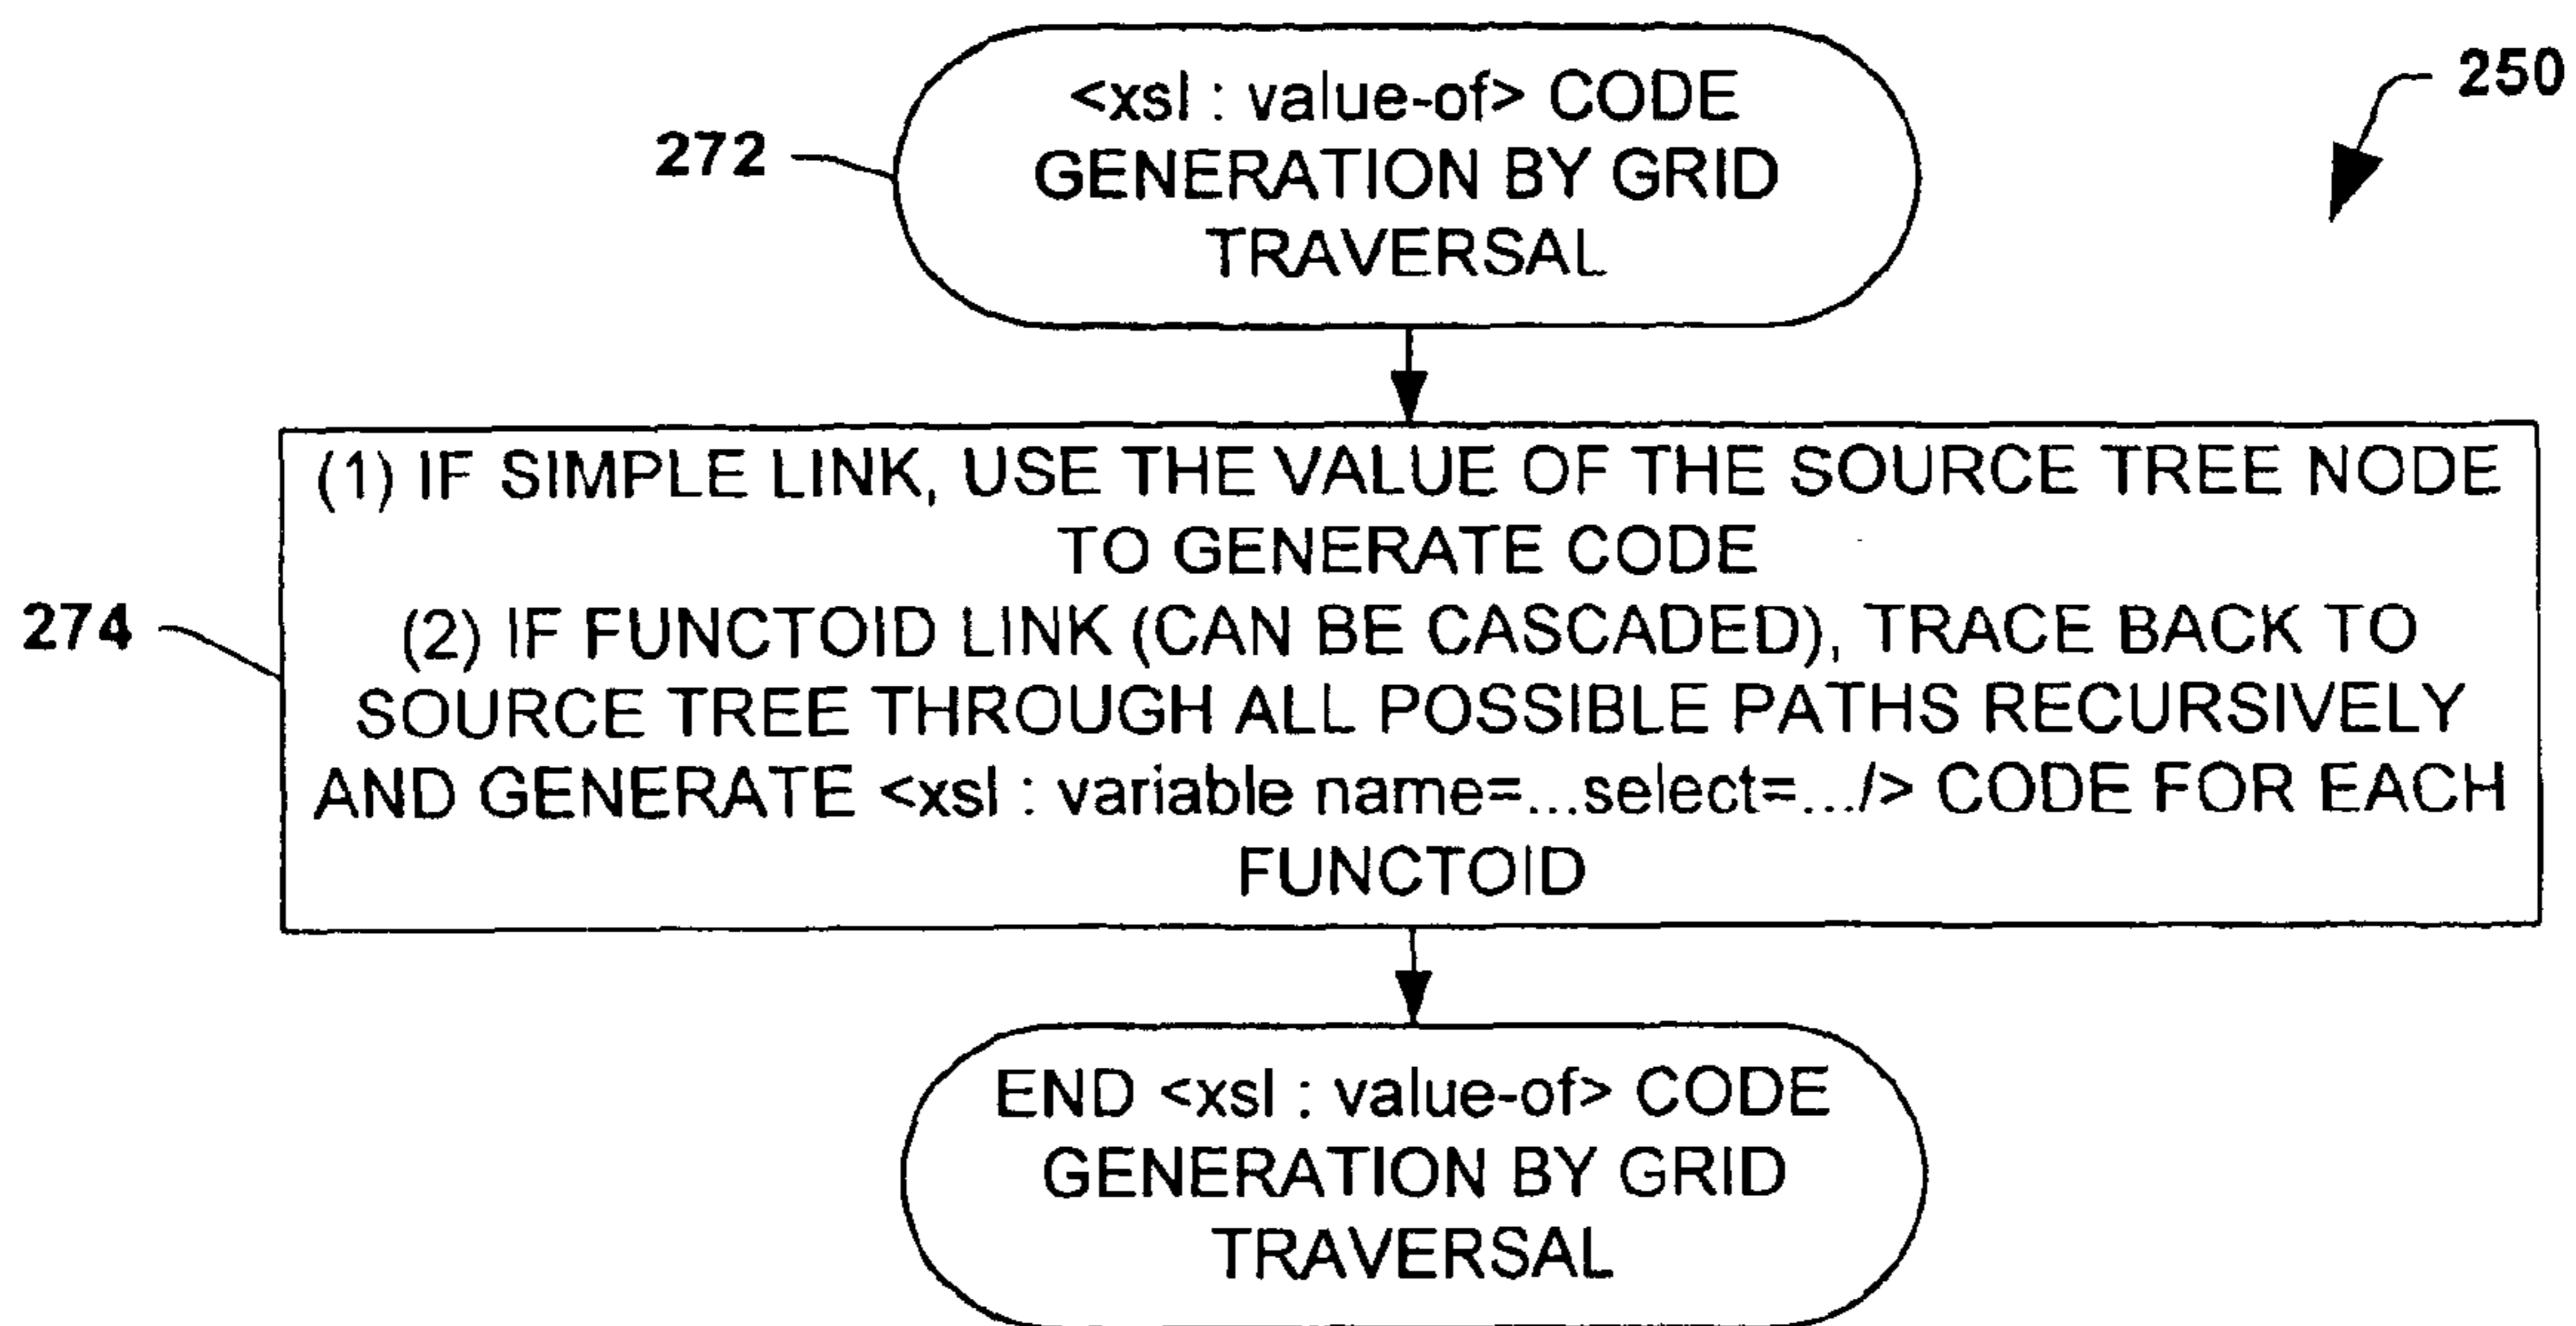 <xsl : value-of> CODE
GENERATION BY GRID
TRAVERSAL
272
250
(1) IF SIMPLE LINK, USE THE VALUE OF THE SOURCE TREE NODE
TO GENERATE CODE
(2) IF FUNCTOID LINK (CAN BE CASCADED), TRACE BACK TO
SOURCE TREE THROUGH ALL POSSIBLE PATHS RECURSIVELY
AND GENERATE <xsl : variable name=...select=.../> CODE FOR EACH
FUNCTOID
274
END <xsl : value-of> CODE
GENERATION BY GRID
TRAVERSAL